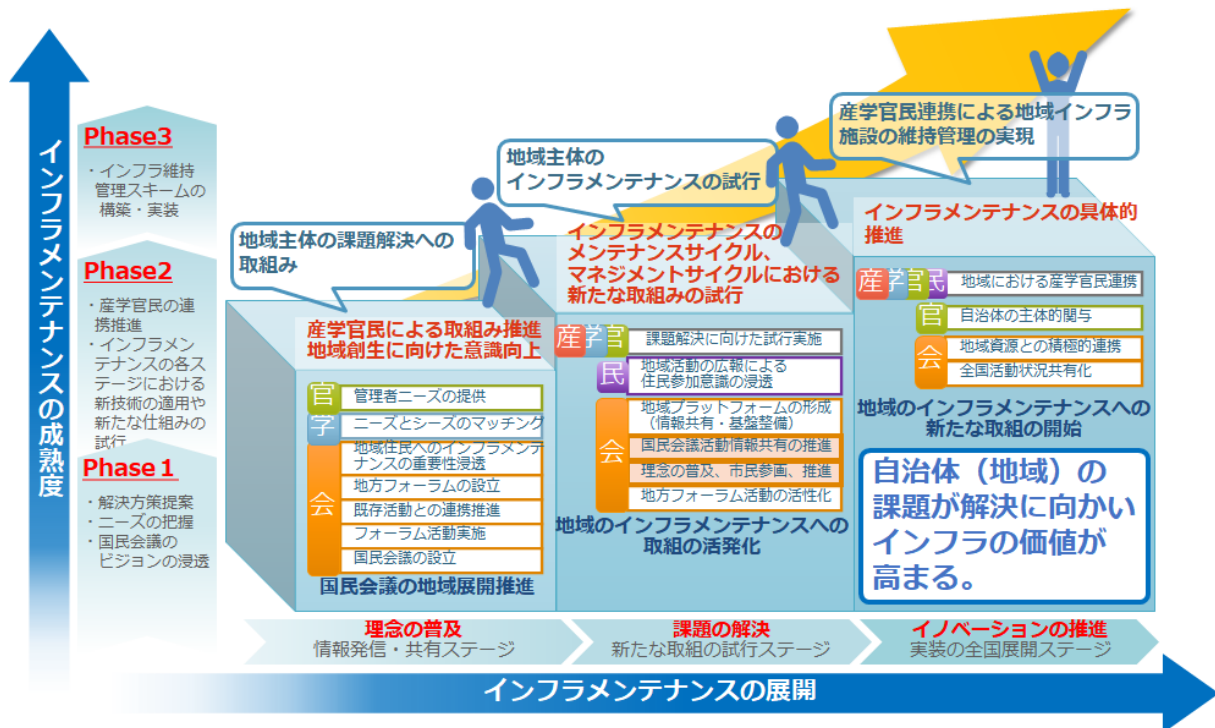 インフラメンテナンスの成熟度
Phase3
・インフラ維持
管理スキームの
構築・実装
Phase2
・産学官民の連
携推進
・インフラメン
テナンスの各ス
テージにおける
新技術の適用や
新たな仕組みの
試行
Phase１
・解決方策提案
・ニーズの把握
・国民会議の
ビジョンの浸透
地域主体の課題解決への
取組み
産学官民による取組み推進
地域創生に向けた意識向上
官
管理者ニーズの提供
学
ニーズとシーズのマッチング
会
地域住民へのインフラメンテ
ナンスの重要性浸透
地方フォーラムの設立
既存活動との連携推進
フォーラム活動実施
国民会議の設立
国民会議の地域展開推進
地域主体の
インフラメンテナンスの試行
インフラメンテナンスの
メンテナンスサイクル、
マネジメントサイクルにおける
新たな取組みの試行
産学官
課題解決に向けた試行実施
民
地域活動の広報による
住民参加意識の浸透
会
地域プラットフォームの形成
（情報共有・基盤整備）
国民会議活動情報共有の推進
理念の普及、市民参画、推進
地方フォーラム活動の活性化
地域のインフラメンテナンスへの
取組の活発化
産学官民連携による地域インフラ
施設の維持管理の実現
インフラメンテナンスの具体的
推進
産学官民
地域における産学官民連携
官
自治体の主体的関与
会
地域資源との積極的連携
全国活動状況共有化
地域のインフラメンテナンスへの
新たな取組の開始
自治体（地域）の
課題が解決に向かい
インフラの価値が
高まる。
理念の普及
情報発信・共有ステージ
課題の解決
新たな取組の試行ステージ
イノベーションの推進
実装の全国展開ステージ
インフラメンテナンスの展開